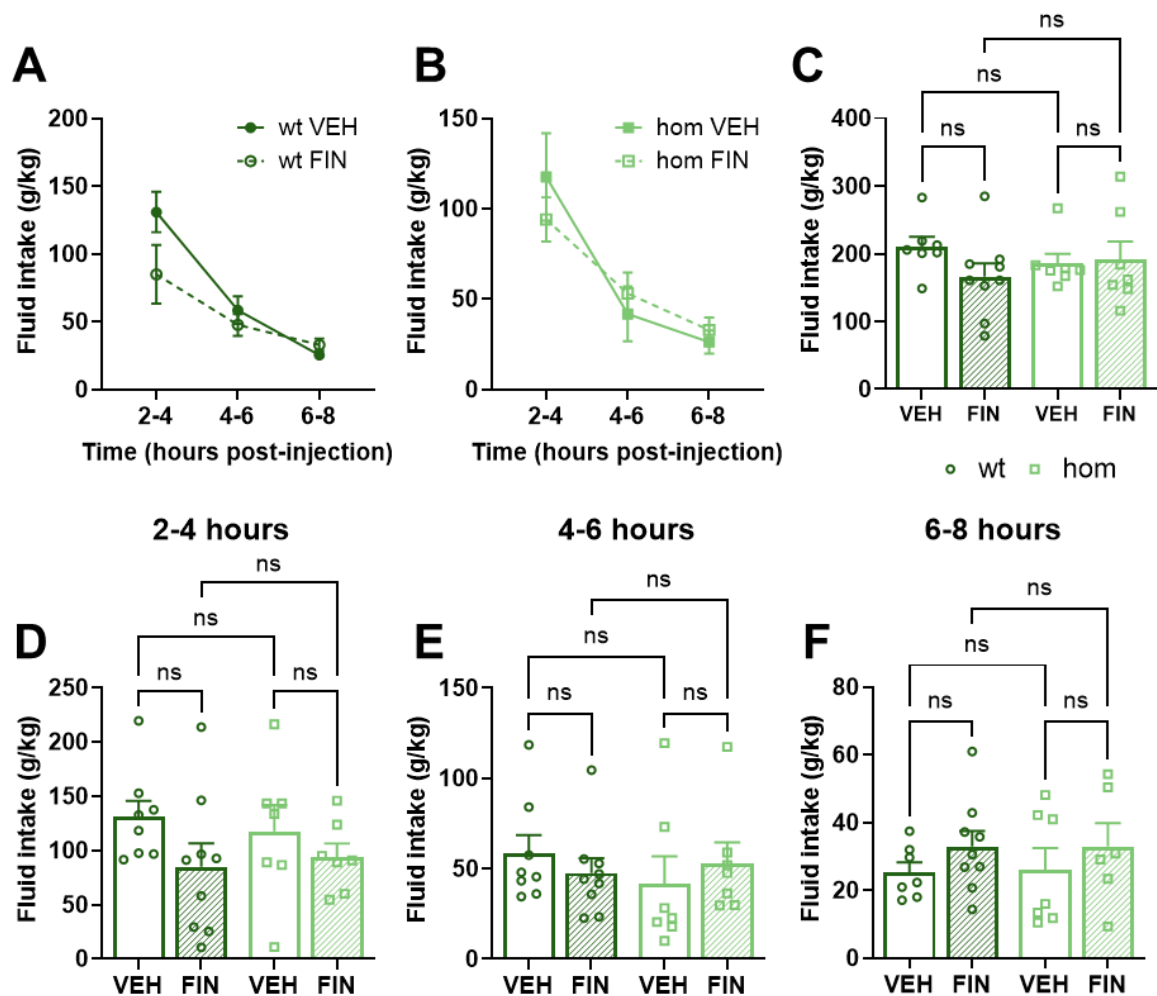 A
Fluid intake (g/kg)
200
150
100
50
0
wt VEH
wt FIN
2-4
4-6
6-8
Time (hours post-injection)
B
Fluid intake (g/kg)
150
100
50
0
hom VEH
hom FIN
2-4
4-6
6-8
Time (hours post-injection)
C
ns
ns
ns
ns
Fluid intake (g/kg)
400
300
200
100
0
VEH
FIN
VEH
FIN
wt
hom
2-4 hours
D
ns
ns
ns
ns
Fluid intake (g/kg)
250
200
150
100
50
0
VEH
FIN
VEH
FIN
4-6 hours
E
ns
ns
ns
ns
Fluid intake (g/kg)
150
100
50
0
VEH
FIN
VEH
FIN
6-8 hours
F
ns
ns
ns
ns
Fluid intake (g/kg)
80
60
40
20
0
VEH
FIN
VEH
FIN